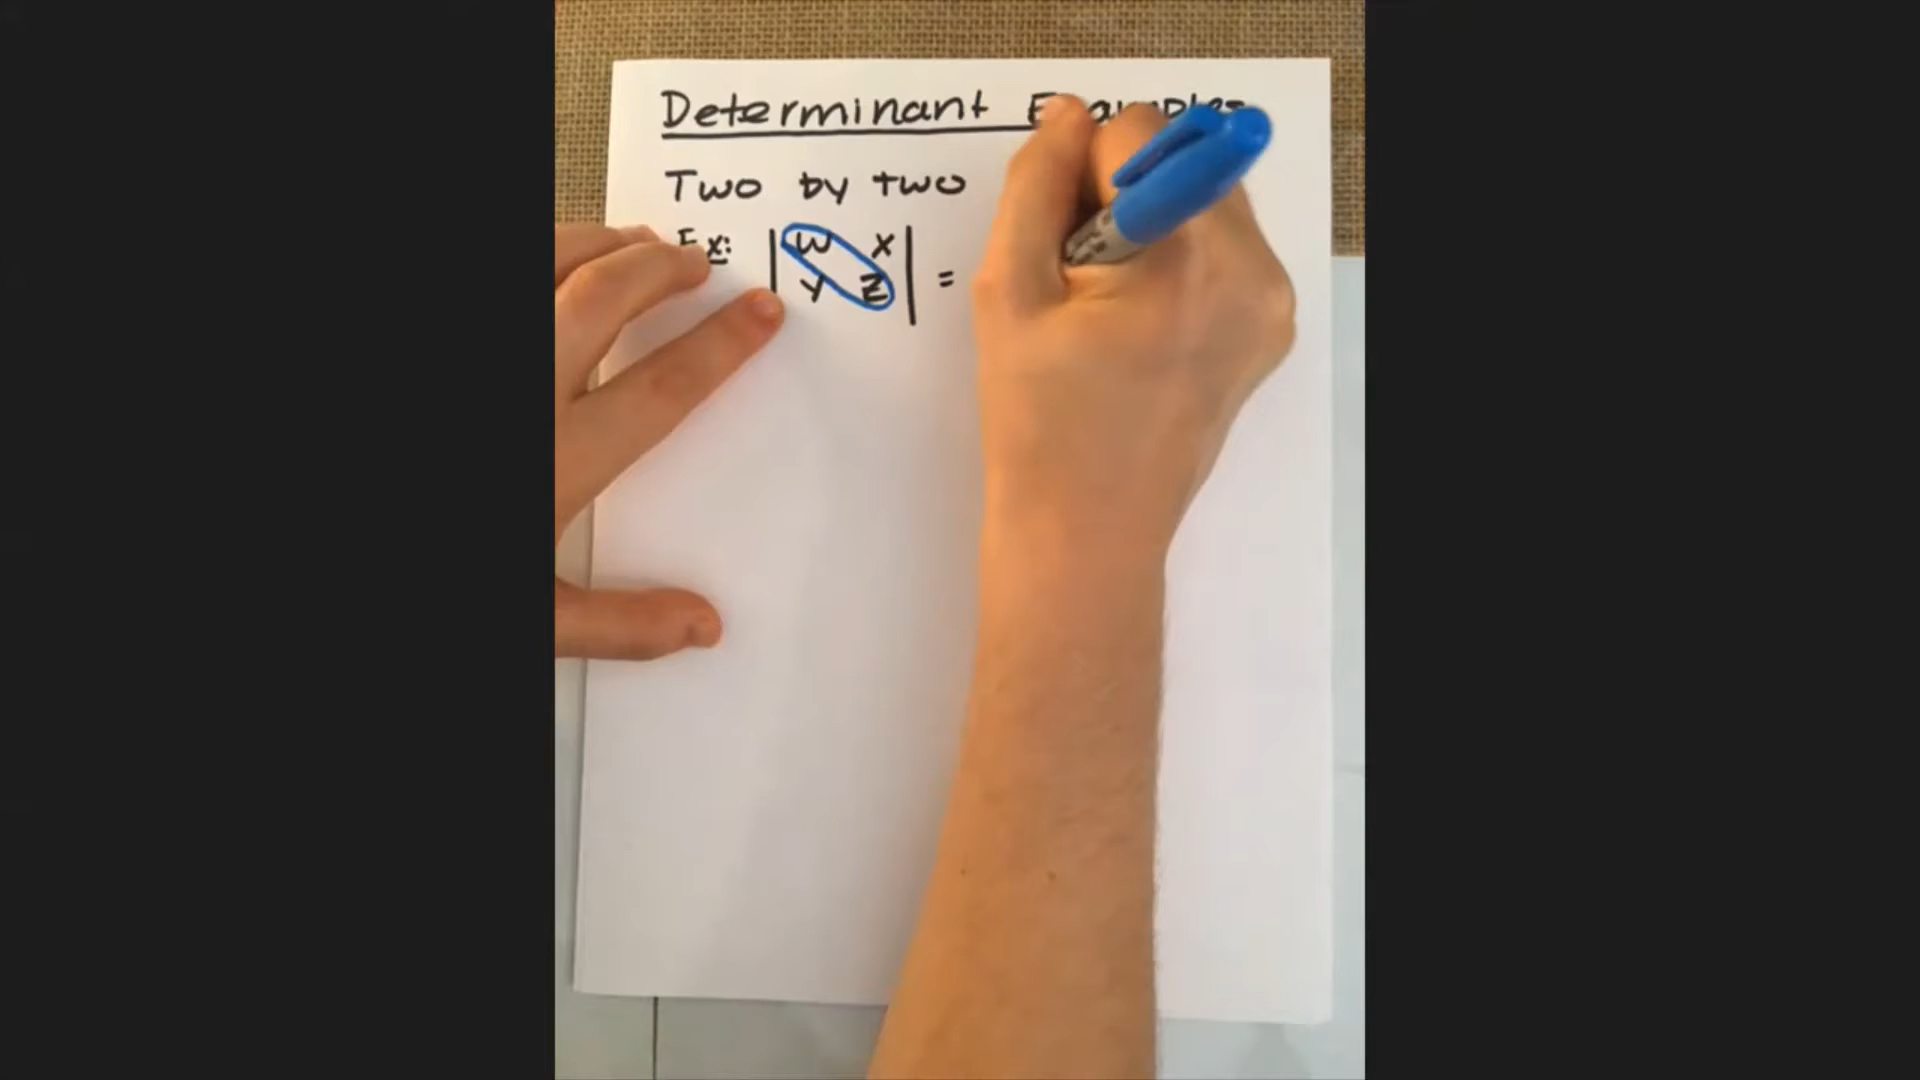 Determinant
Two by two
Ex: | W X | =
| Y Z |